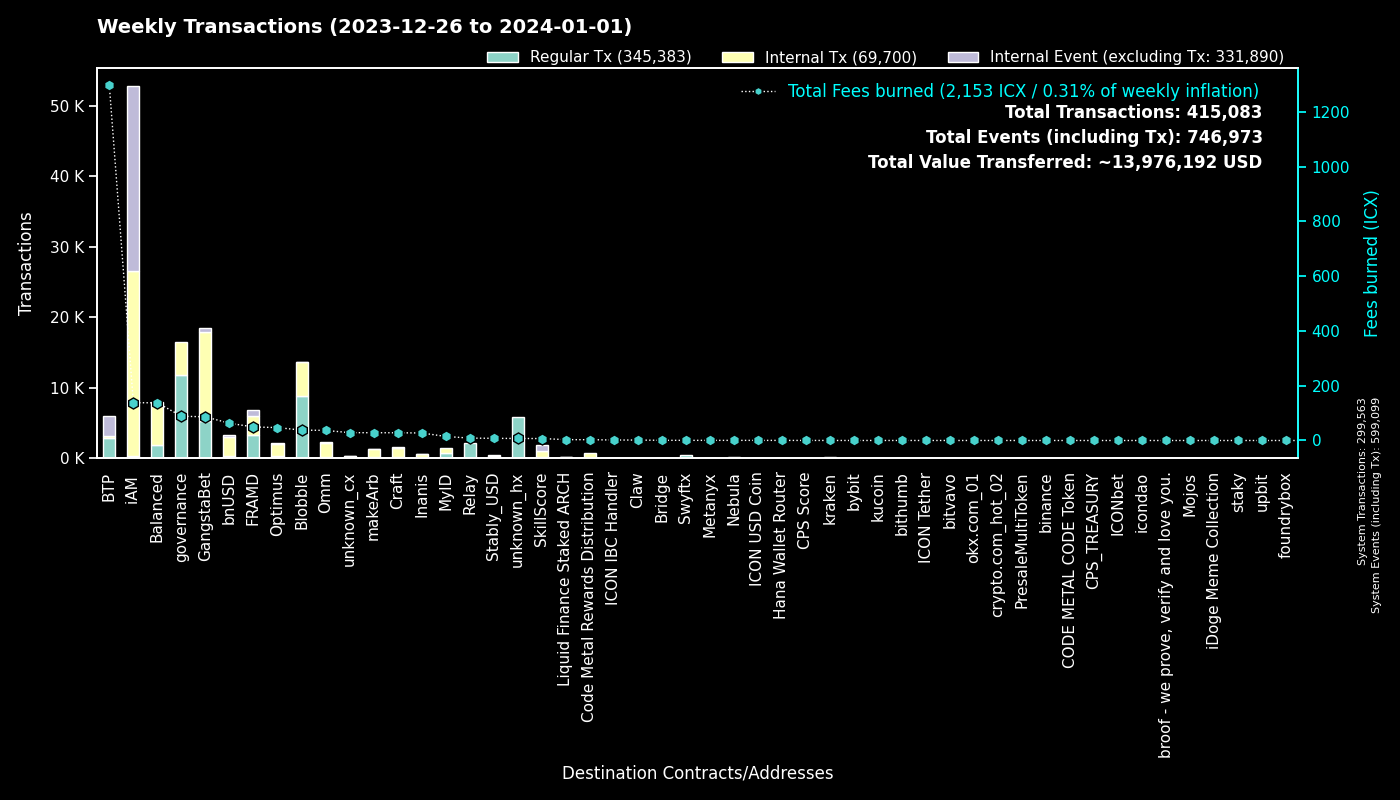 Weekly Transactions (2023-12-26 to 2024-01-01)
Regular Tx (345,383)
Internal Tx (69,700)
Internal Event (excluding Tx: 331,890)
Total Fees burned (2,153 ICX / 0.31% of weekly inflation)
Total Transactions: 415,083
Total Events (including Tx): 746,973
Total Value Transferred: ~13,976,192 USD
Transactions
50 K
40 K
30 K
20 K
10 K
0 K
1200
1000
800
600
400
200
0
Fees burned (ICX)
System Transactions: 299,563
System Events (including Tx): 599,099
BTP
iAM
Balanced
governance
GangstaBet
bnUSD
FRAMD
Optimus
Blobble
Omm
unknown_cx
makeArb
Craft
Inanis
MyID
Relay
Stably_USD
unknown_hx
SkillScore
Liquid Finance Staked ARCH
Code Metal Rewards Distribution
ICON IBC Handler
Claw
Bridge
Swyftx
Metanyx
Nebula
ICON USD Coin
Hana Wallet Router
CPS Score
kraken
bybit
kucoin
bithumb
ICON Tether
bitvavo
okx.com_01
crypto.com_hot_02
PresaleMultiToken
binance
CODE METAL CODE Token
CPS_TREASURY
ICONbet
icondao
broof - we prove, verify and love you.
Mojos
iDoge Meme Collection
staky
upbit
foundrybox
Destination Contracts/Addresses